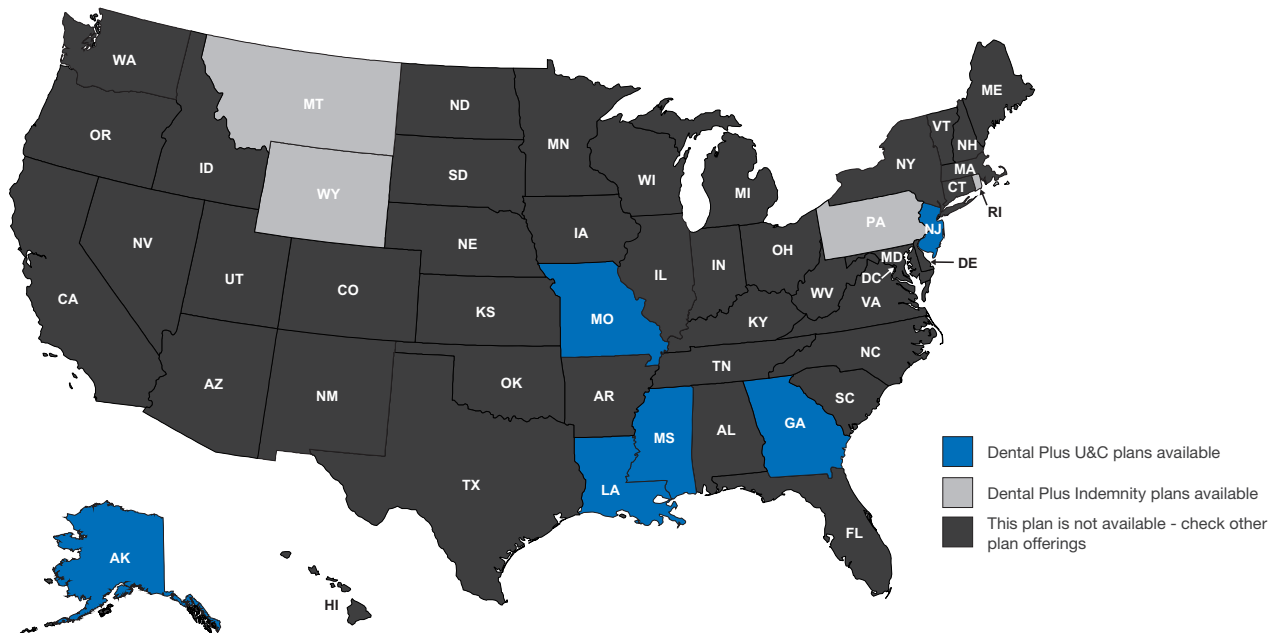 WA
MT
ND
ME
OR
MN
VT
NH
ID
SD
WI
NY
MA
WY
MI
CT
RI
NE
IA
PA
NJ
NV
OH
DE
UT
IL
IN
MD
CA
CO
WV
DC
KS
MO
KY
VA
NC
TN
AZ
OK
NM
AR
SC
GA
MS
AL
TX
LA
FL
AK
HI
Dental Plus U&C plans available
Dental Plus Indemnity plans available
This plan is not available - check other
plan offerings